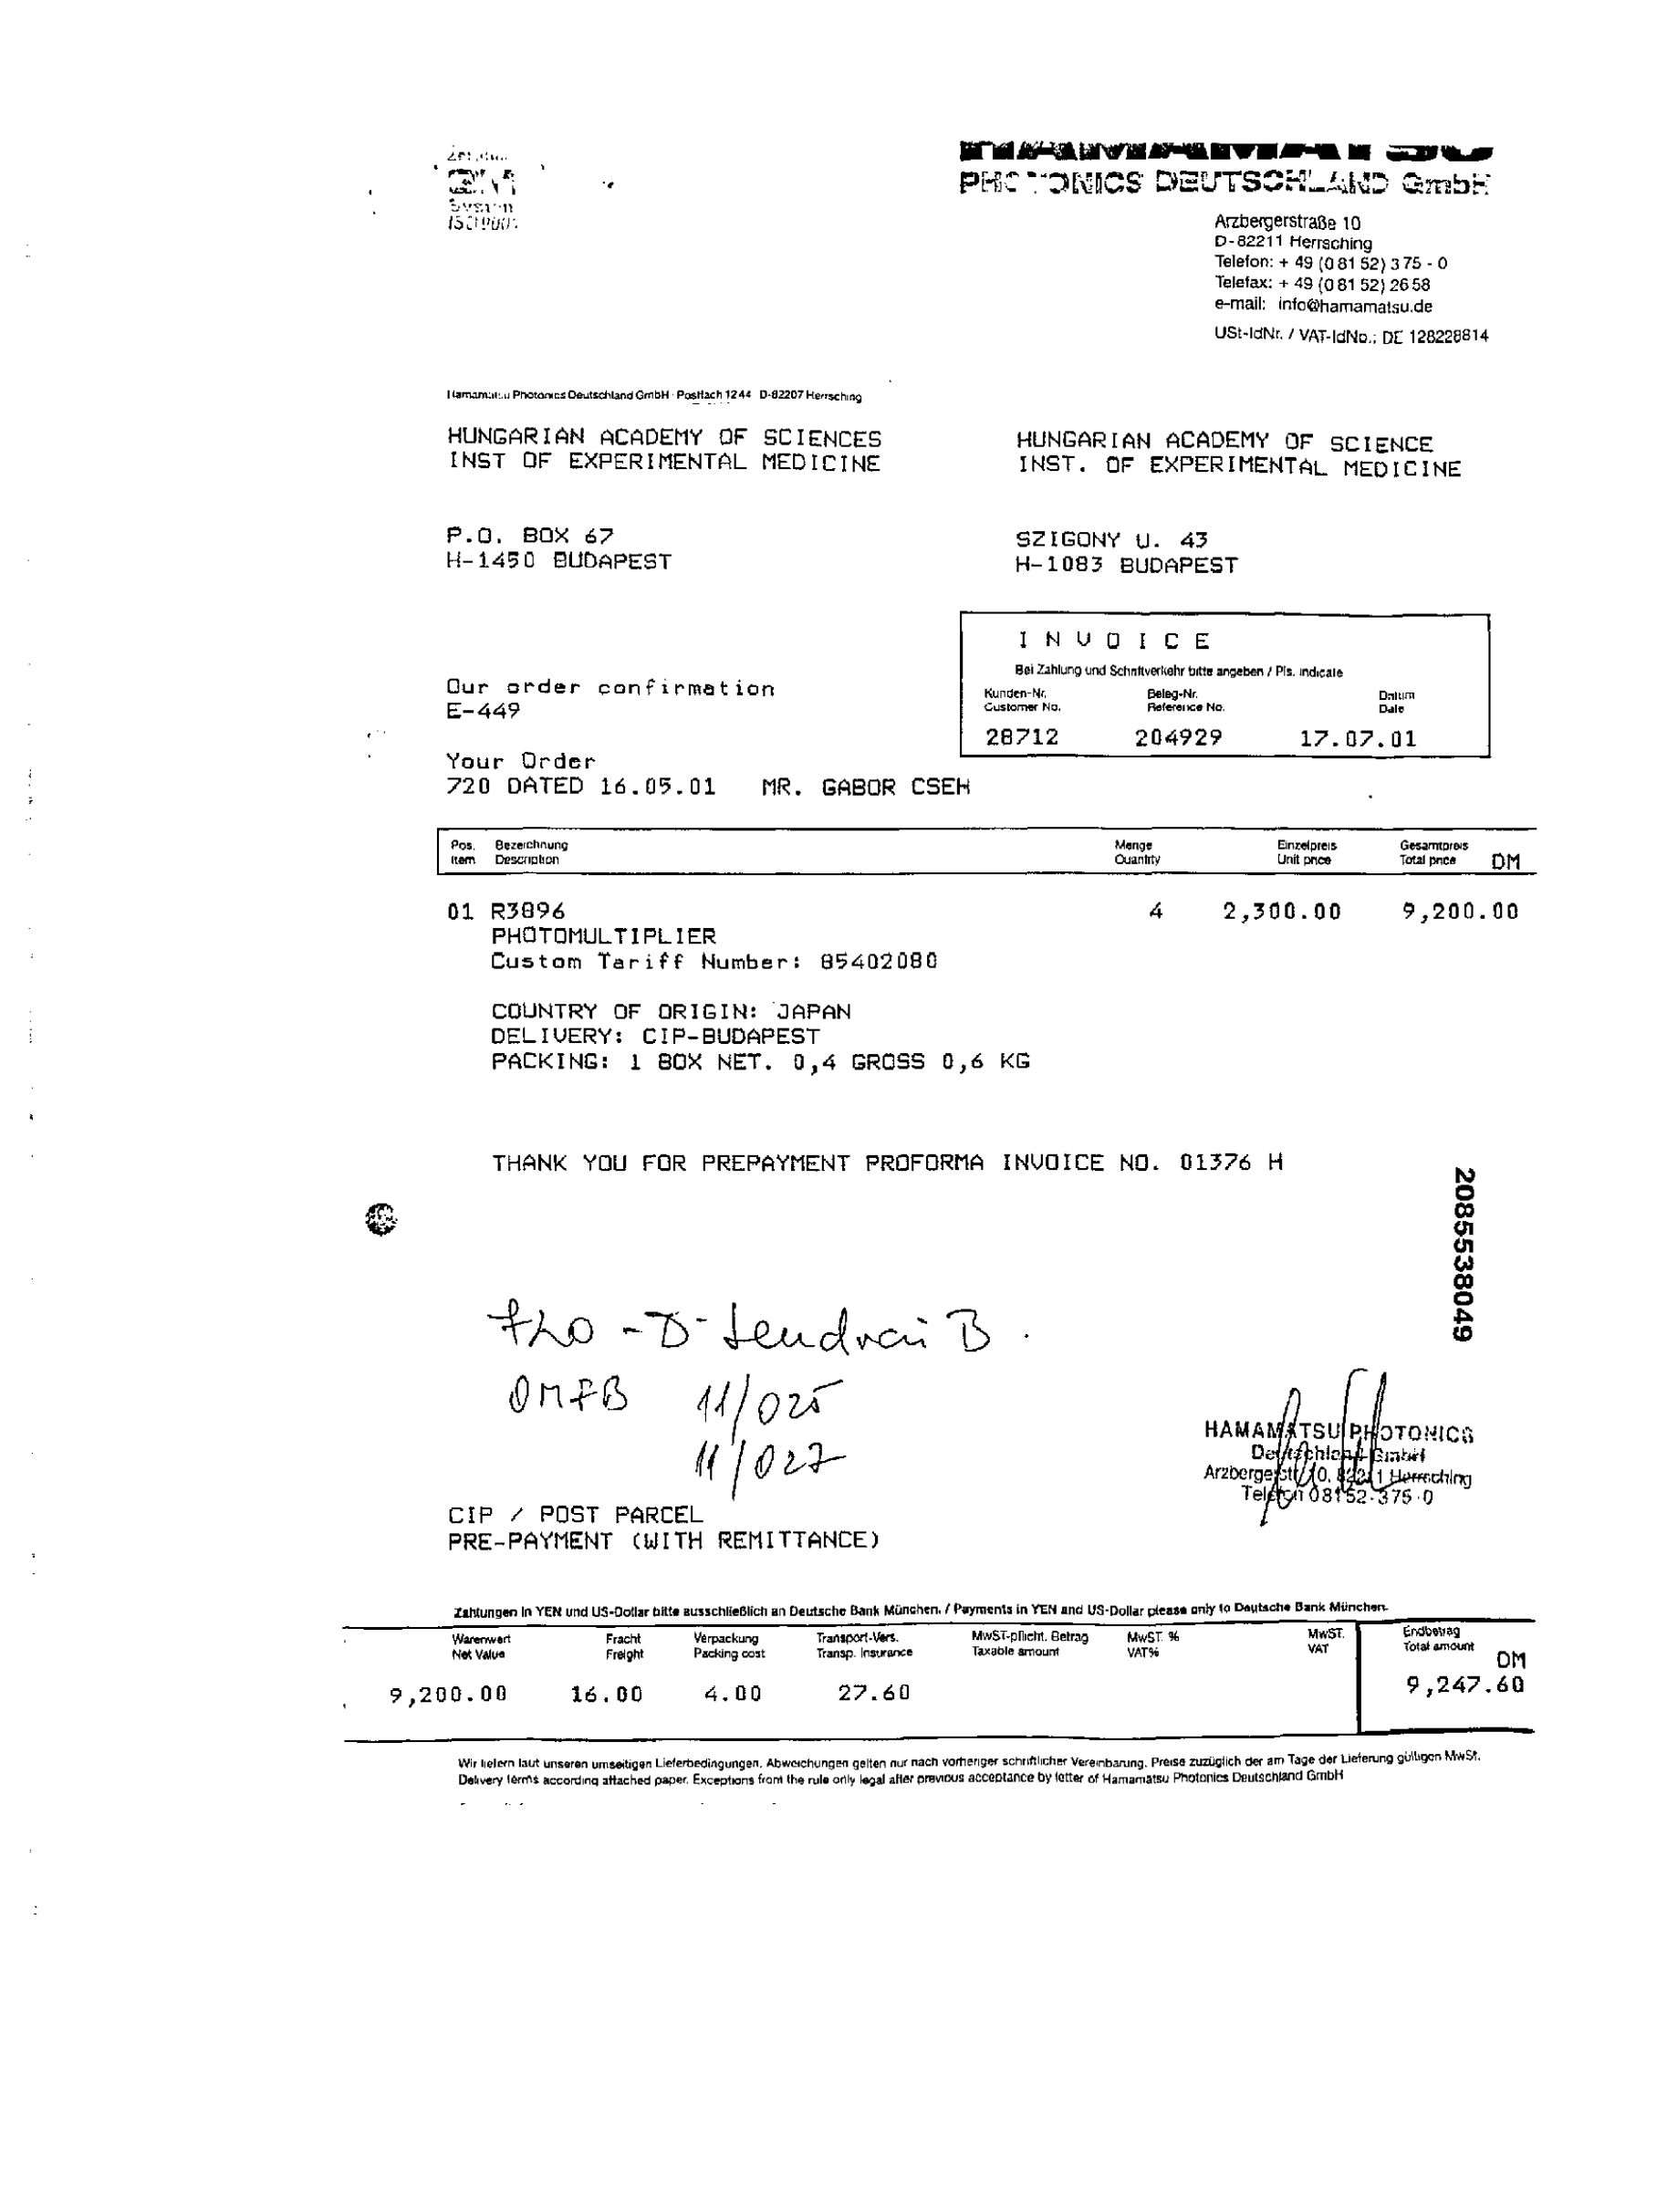 System
HAMAMATSU
PHOTONICS DEUTSCHLAND GmbH
Arzbergerstraße 10
D-82211 Herrsching
Telefon: + 49 (0 81 52) 3 75 - 0
Telefax: + 49 (0 81 52) 26 58
e-mail: info@hamamatsu.de
USt-IdNr. / VAT-IdNo.: DE 128228814
Hamamatsu Photonics Deutschland GmbH · Postfach 12 44 D-82207 Herrsching
HUNGARIAN ACADEMY OF SCIENCES
INST OF EXPERIMENTAL MEDICINE
P.O. BOX 67
H-1450 BUDAPEST
HUNGARIAN ACADEMY OF SCIENCE
INST. OF EXPERIMENTAL MEDICINE
SZIGONY U. 43
H-1083 BUDAPEST
INVOICE
Bei Zahlung und Schriftverkehr bitte angeben / Pls. indicate
Kunden-Nr. Beleg-Nr. Datum
Customer No. Reference No. Date
28712 204929 17.07.01
Our order confirmation
E-449
Your Order
720 DATED 16.05.01 MR. GABOR CSEH
Pos. Bezeichnung Menge Einzelpreis Gesamtpreis
Item Description Quantity Unit price Total price DM
01 R3896 4 2,300.00 9,200.00
PHOTOMULTIPLIER
Custom Tariff Number: 85402080
COUNTRY OF ORIGIN: JAPAN
DELIVERY: CIP-BUDAPEST
PACKING: 1 BOX NET. 0,4 GROSS 0,6 KG
THANK YOU FOR PREPAYMENT PROFORMA INVOICE NO. 01376 H
2085538049
720 - D - B.
OMFB 11/025
11/027
HAMAMATSU PHOTONICS
Deutschland GmbH
Arzbergerstr. 10, 82211 Herrsching
Telefon 08152-375-0
CIP / POST PARCEL
PRE-PAYMENT (WITH REMITTANCE)
Zahlungen in YEN und US-Dollar bitte ausschließlich an Deutsche Bank München. / Payments in YEN and US-Dollar please only to Deutsche Bank München.
Warenwert Fracht Verpackung Transport-Vers. MwST-pflicht. Betrag MwST. % MwST. Endbetrag
Net Value Freight Packing cost Transp. Insurance Taxable amount VAT% VAT Total amount
DM
9,200.00 16.00 4.00 27.60 9,247.60
Wir liefern laut unseren umseitigen Lieferbedingungen. Abweichungen gelten nur nach vorheriger schriftlicher Vereinbarung. Preise zuzüglich der am Tage der Lieferung gültigen MwSt.
Delivery terms according attached paper. Exceptions from the rule only legal after previous acceptance by letter of Hamamatsu Photonics Deutschland GmbH